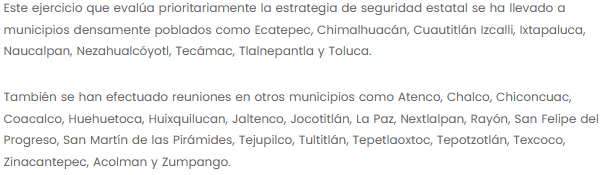 Este ejercicio que evalúa prioritariamente la estrategia de seguridad estatal se ha llevado a
municipios densamente poblados como Ecatepec, Chimalhuacán, Cuautitlán Izcalli, Ixtapaluca,
Naucalpan, Nezahualcóyotl, Tecámac, Tlalnepantla y Toluca.
También se han efectuado reuniones en otros municipios como Atenco, Chalco, Chiconcuac,
Coacalco, Huehuetoca, Huixquilucan, Jaltenco, Jocotitlán, La Paz, Nextlalpan, Rayón, San Felipe del
Progreso, San Martín de las Pirámides, Tejupilco, Tultitlán, Tepetlaoxtoc, Tepotzotlán, Texcoco,
Zinacantepec, Acolman y Zumpango.